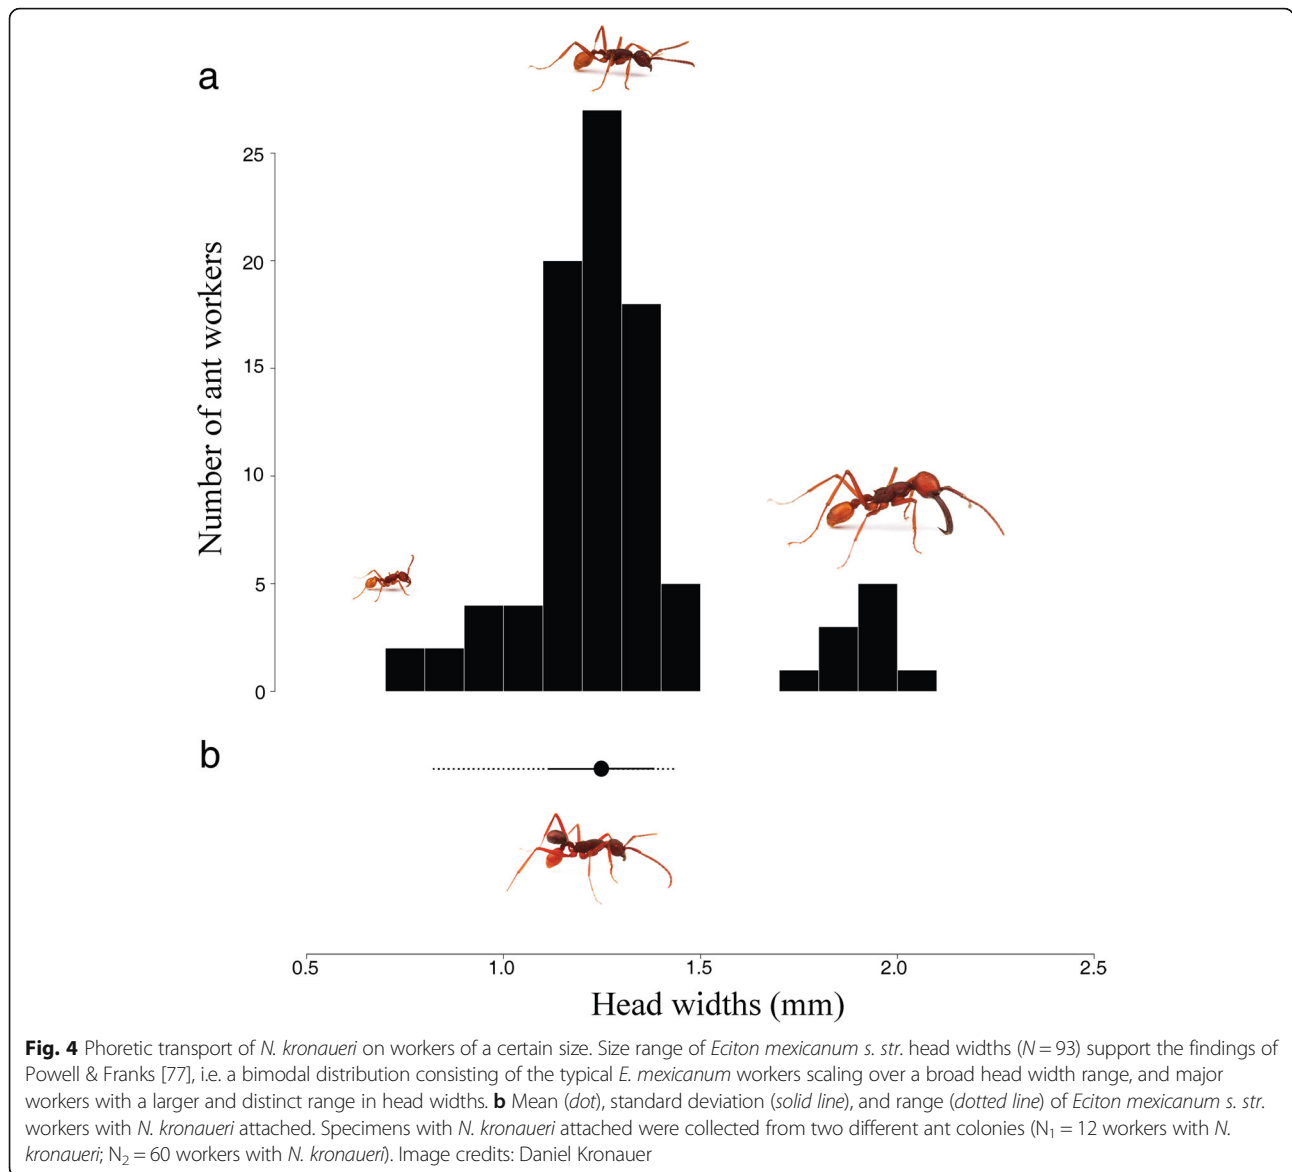 a
25
20
15
10
5
0
Number of ant workers
b
0.5 1.0 1.5 2.0 2.5
Head widths (mm)
Fig. 4 Phoretic transport of N. kronaueri on workers of a certain size. Size range of Eciton mexicanum s. str. head widths (N = 93) support the findings of
Powell & Franks [77], i.e. a bimodal distribution consisting of the typical E. mexicanum workers scaling over a broad head width range, and major
workers with a larger and distinct range in head widths. b Mean (dot), standard deviation (solid line), and range (dotted line) of Eciton mexicanum s. str.
workers with N. kronaueri attached. Specimens with N. kronaueri attached were collected from two different ant colonies (N₁ = 12 workers with N.
kronaueri; N₂ = 60 workers with N. kronaueri). Image credits: Daniel Kronauer